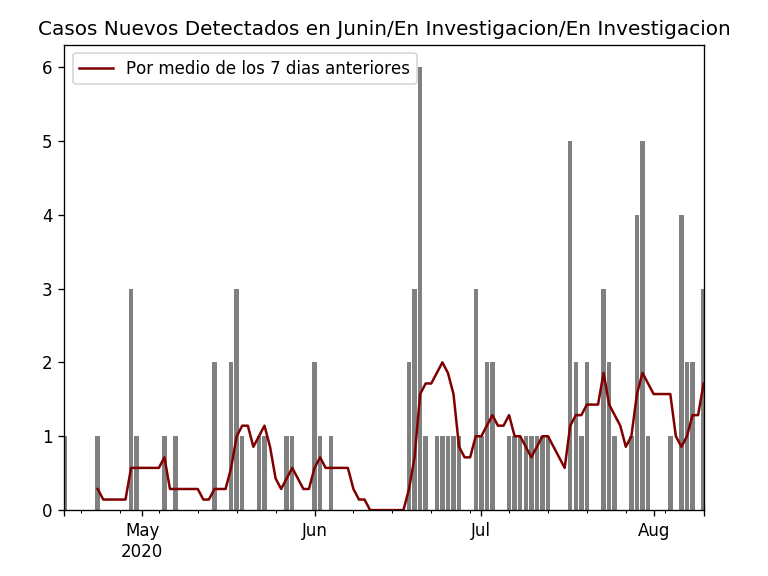 Casos Nuevos Detectados en Junin/En Investigacion/En Investigacion
Por medio de los 7 dias anteriores
6
5
4
3
2
1
0
May
2020
Jun
Jul
Aug